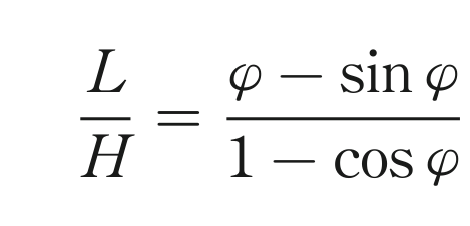 L/H = (φ − sin φ)/(1 − cos φ)